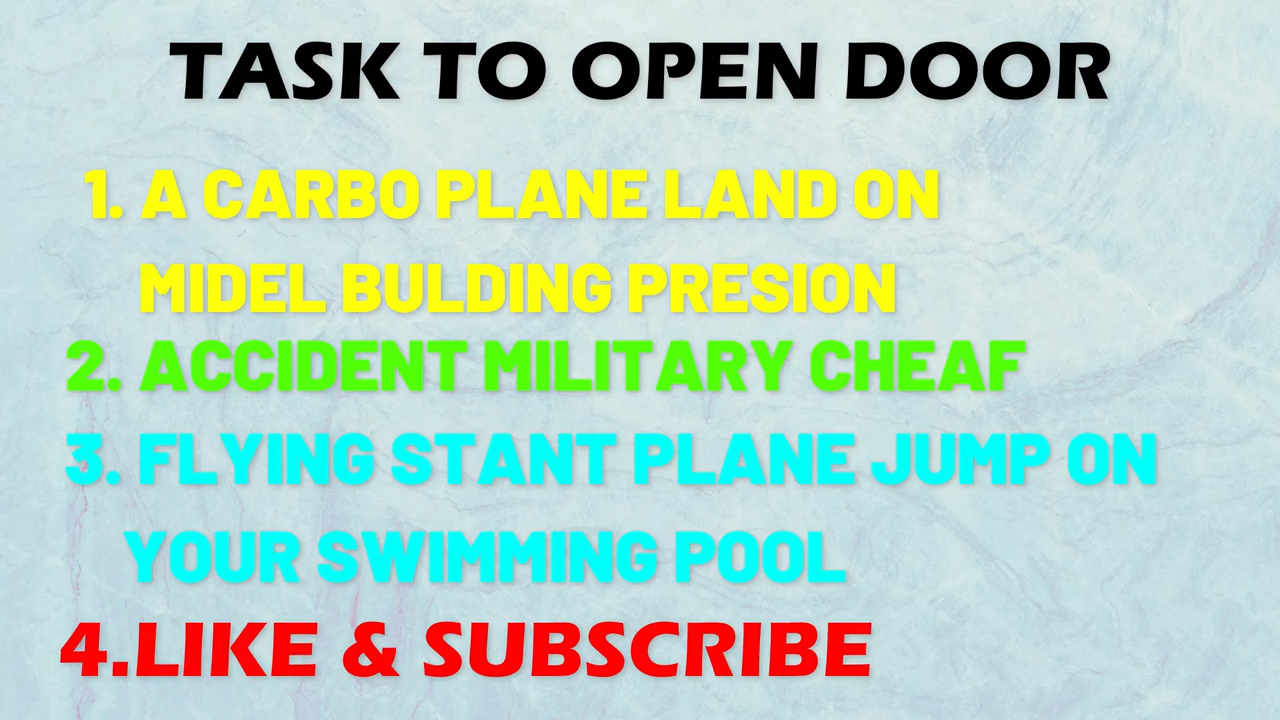 TASK TO OPEN DOOR
1. A CARBO PLANE LAND ON
MIDEL BULDING PRESION
2. ACCIDENT MILITARY CHEAF
3. FLYING STANT PLANE JUMP ON
YOUR SWIMMING POOL
4.LIKE & SUBSCRIBE